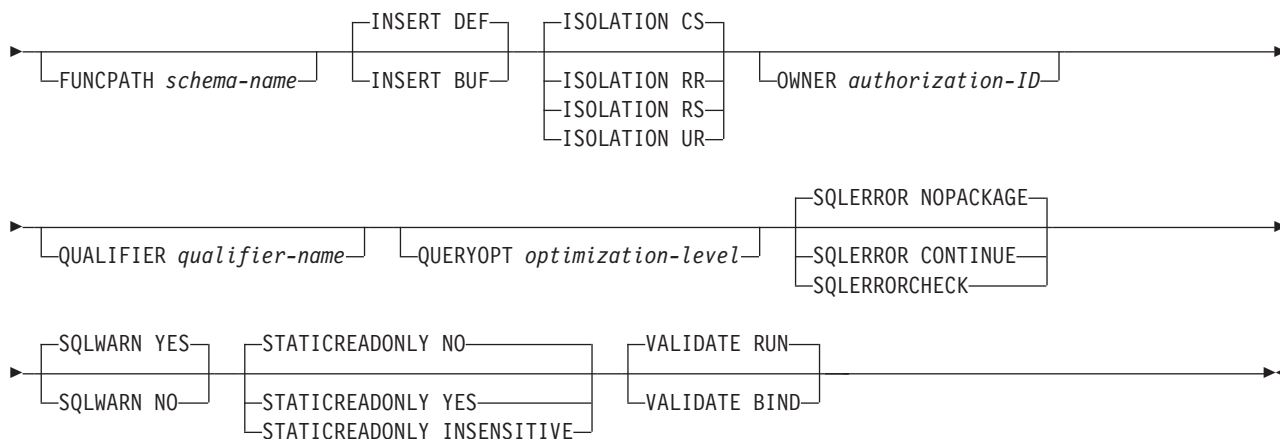 INSERT DEF ISOLATION CS
FUNCPATH schema-name INSERT BUF ISOLATION RR OWNER authorization-ID
ISOLATION RS
ISOLATION UR
SQLERROR NOPACKAGE
QUALIFIER qualifier-name QUERYOPT optimization-level SQLERROR CONTINUE
SQLERRORCHECK
SQLWARN YES STATICREADONLY NO VALIDATE RUN
SQLWARN NO STATICREADONLY YES VALIDATE BIND
STATICREADONLY INSENSITIVE